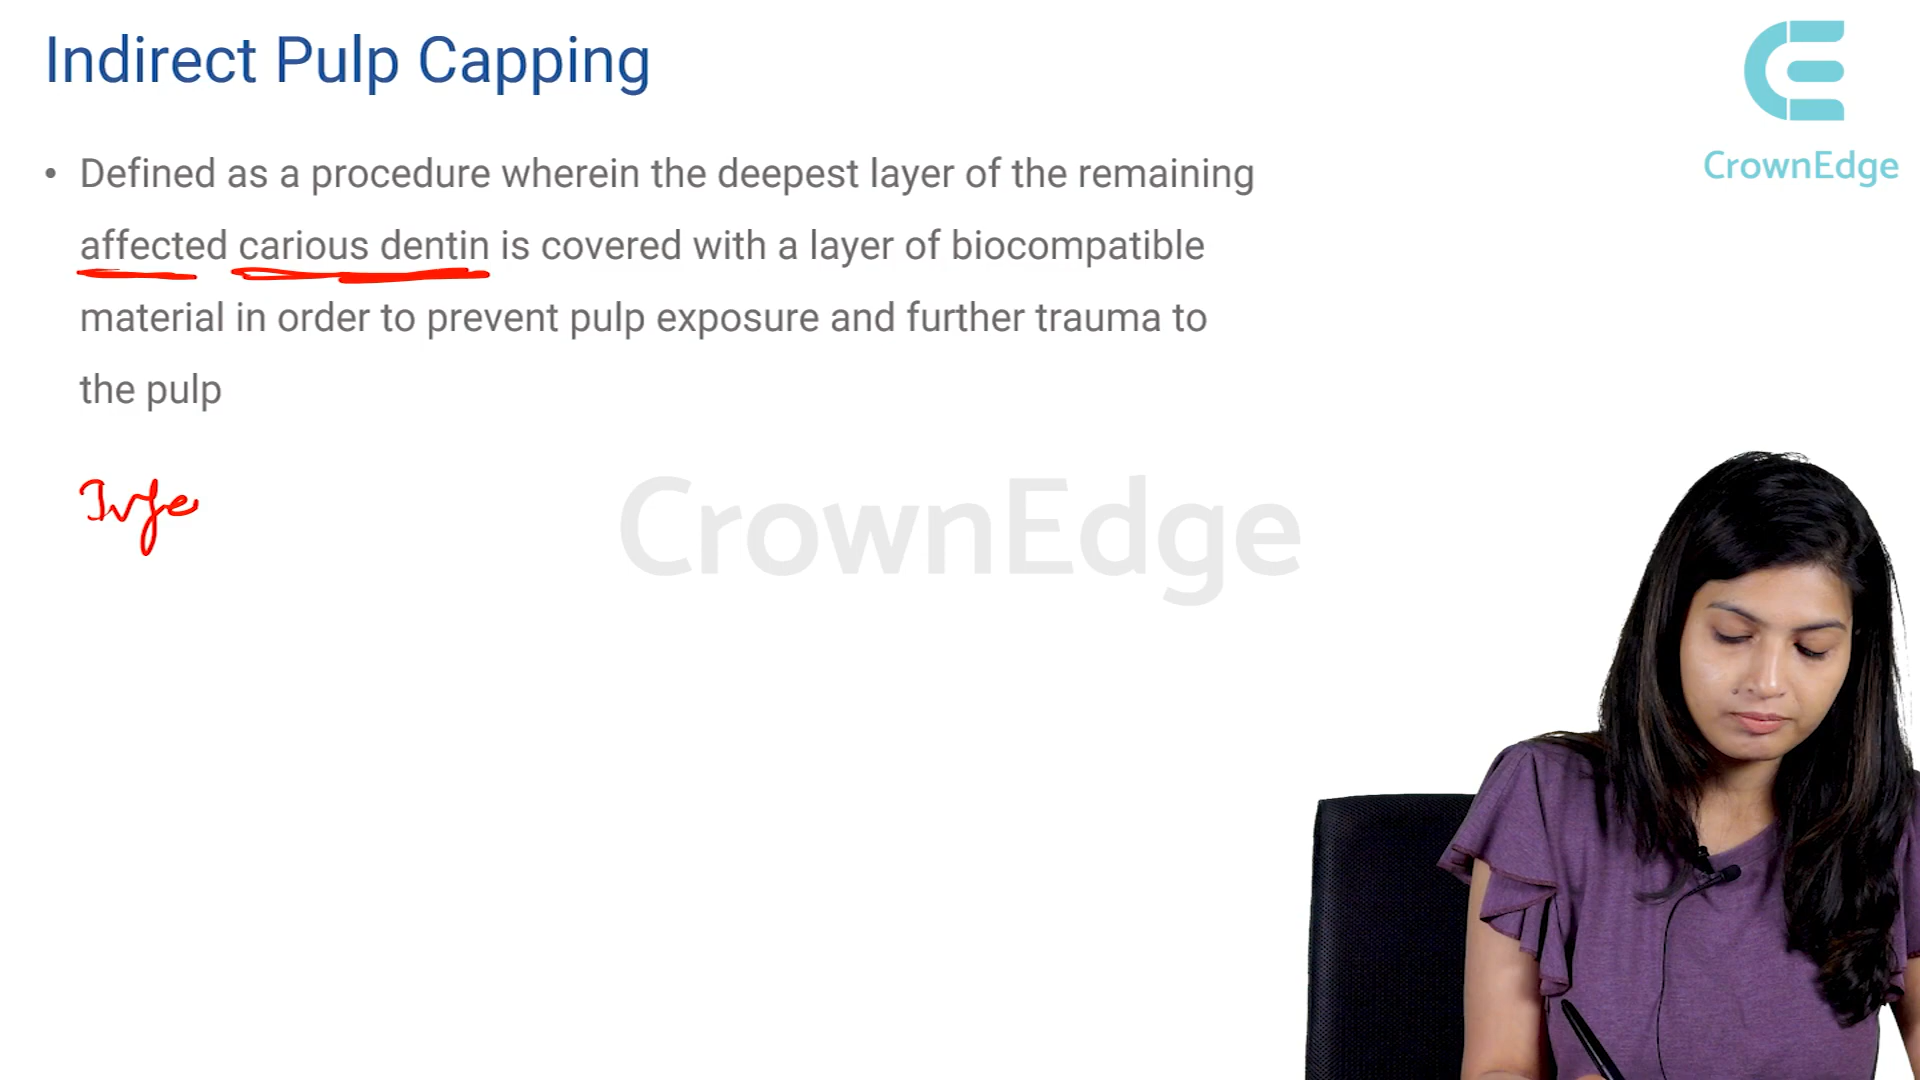 Indirect Pulp Capping
CrownEdge
• Defined as a procedure wherein the deepest layer of the remaining
affected carious dentin is covered with a layer of biocompatible
material in order to prevent pulp exposure and further trauma to
the pulp
Infe
CrownEdge